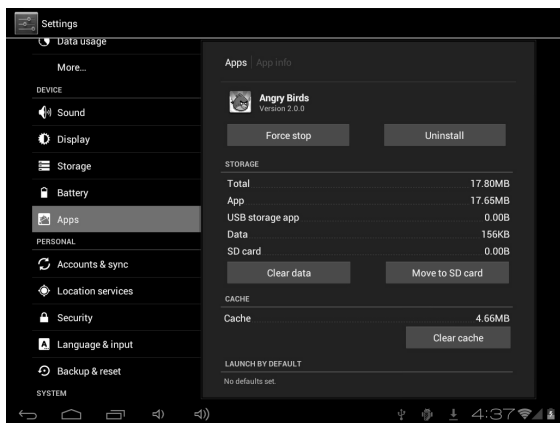 Settings
Data usage
More...
DEVICE
Sound
Display
Storage
Battery
Apps
PERSONAL
Accounts & sync
Location services
Security
Language & input
Backup & reset
SYSTEM
Apps App info
Angry Birds
Version 2.0.0
Force stop Uninstall
STORAGE
Total 17.80MB
App 17.65MB
USB storage app 0.00B
Data 156KB
SD card 0.00B
Clear data Move to SD card
CACHE
Cache 4.66MB
Clear cache
LAUNCH BY DEFAULT
No defaults set.
4:37